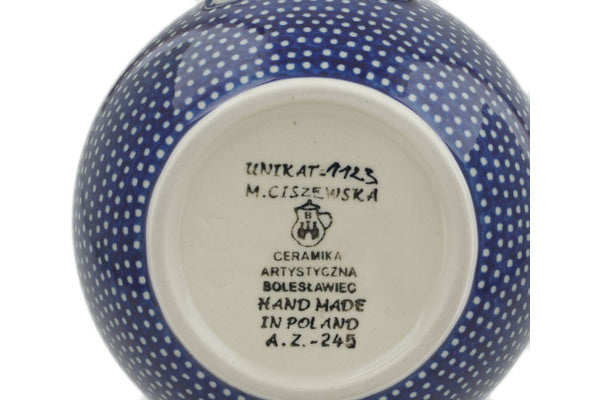 UNIKAT-1123
M.CISZEWSKA
B
CERAMIKA
ARTYSTYCZNA
BOLESŁAWIEC
HAND MADE
IN POLAND
A.Z.-245